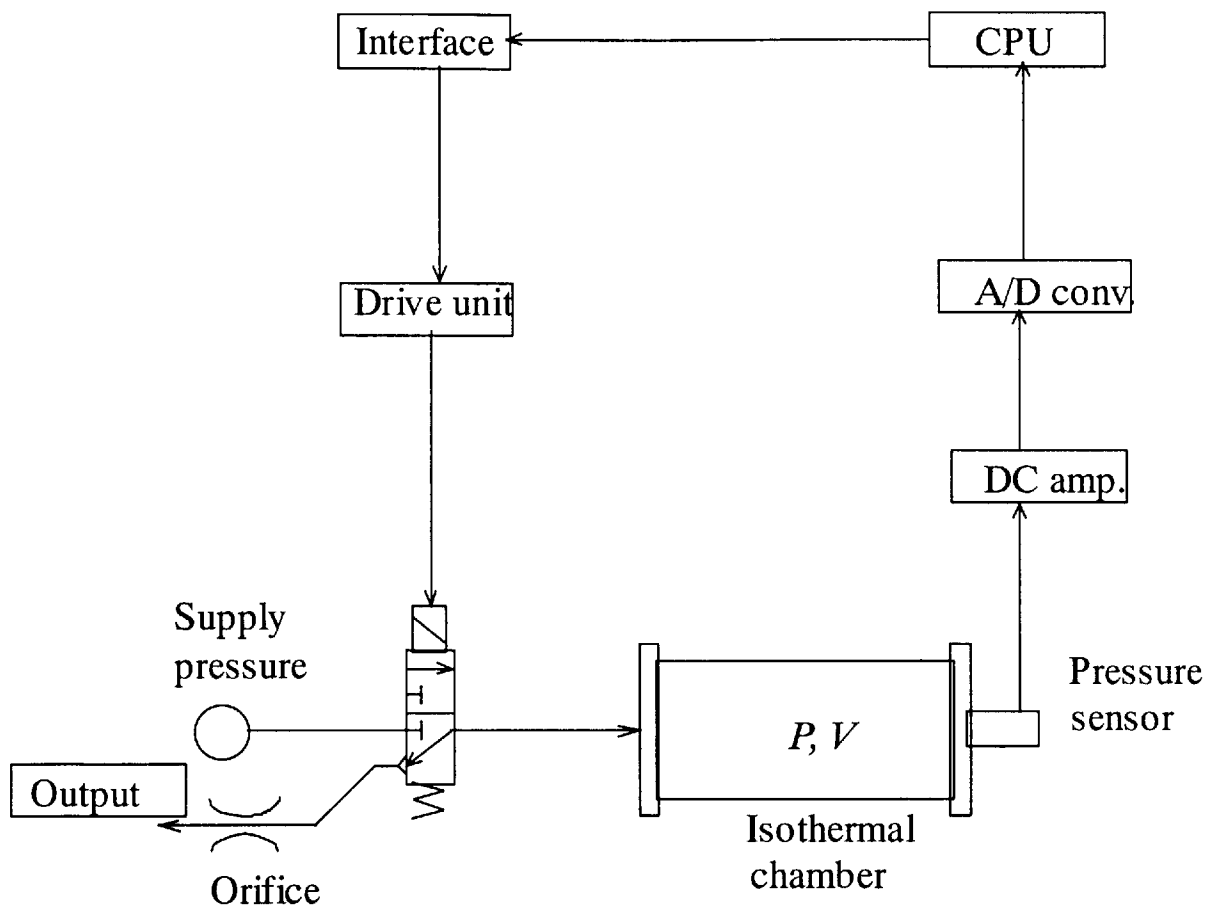 Interface
CPU
Drive unit
A/D conv.
DC amp.
Supply
pressure
Pressure
sensor
P, V
Output
Isothermal
chamber
Orifice